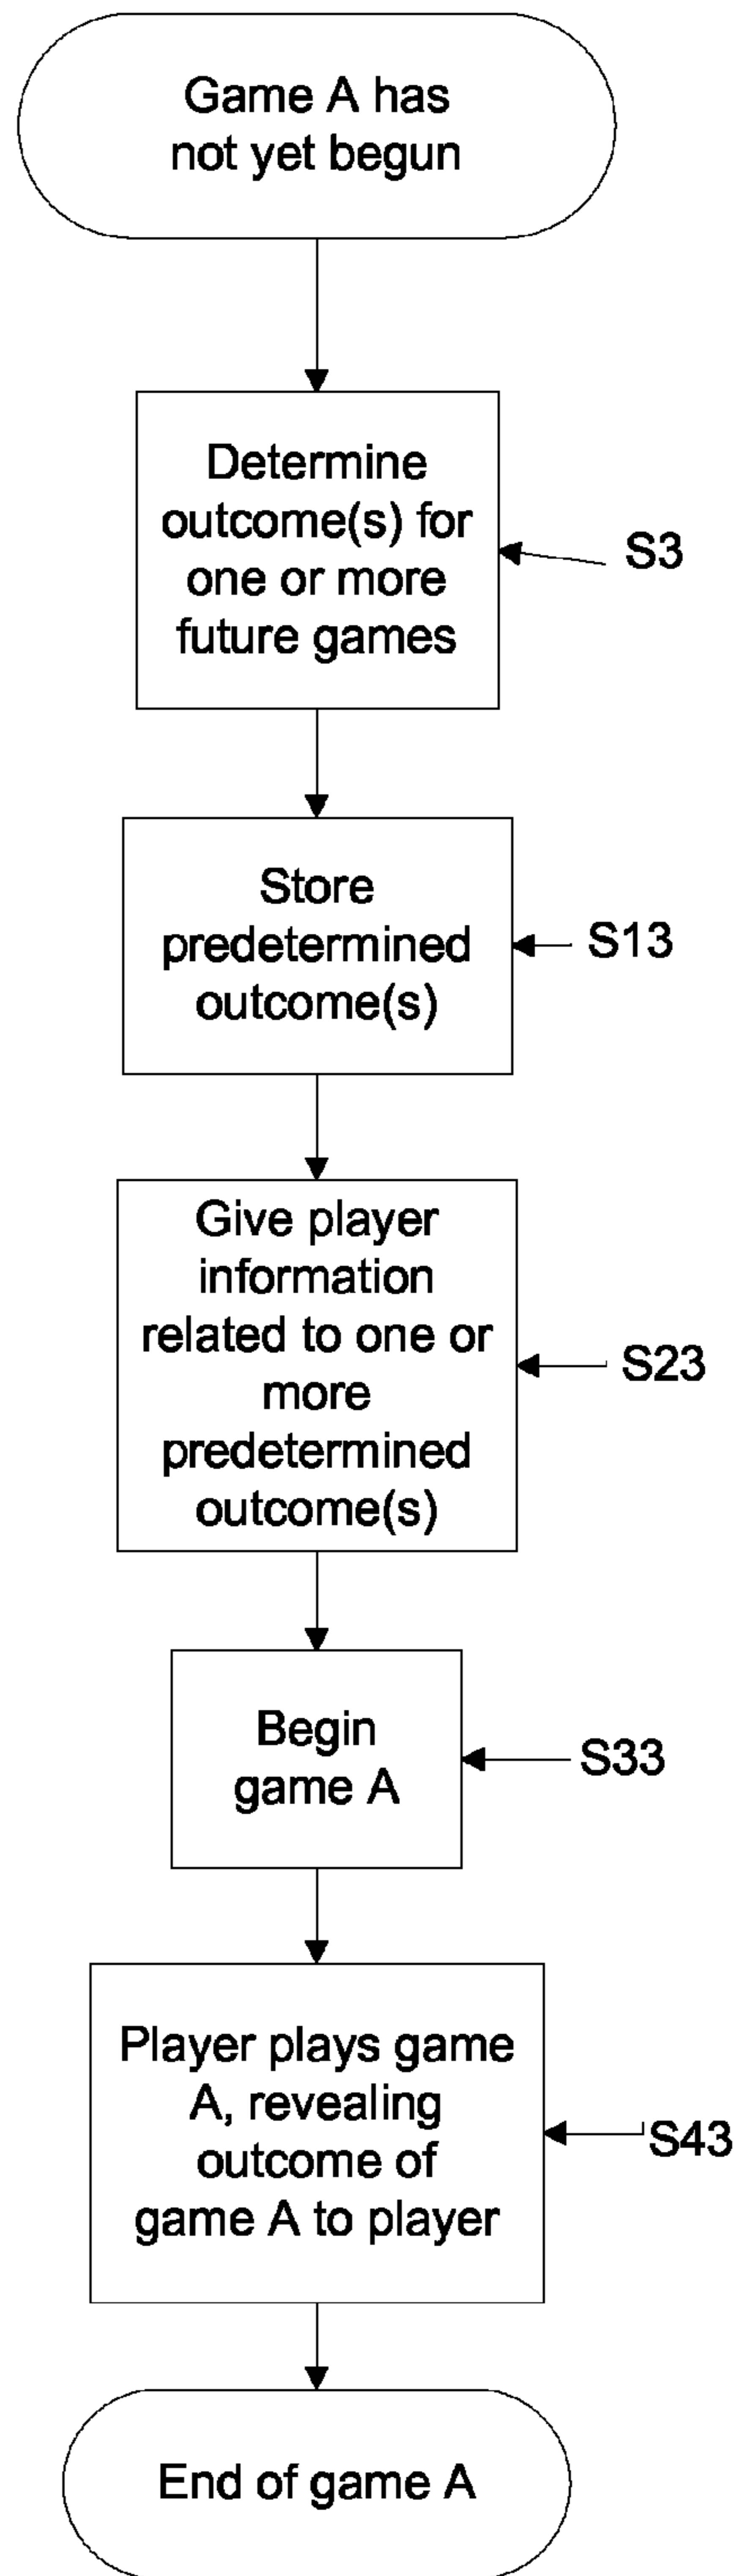 Game A has
not yet begun
Determine
outcome(s) for
one or more
future games
S3
Store
predetermined
outcome(s)
S13
Give player
information
related to one or
more
predetermined
outcome(s)
S23
Begin
game A
S33
Player plays game
A, revealing
outcome of
game A to player
S43
End of game A